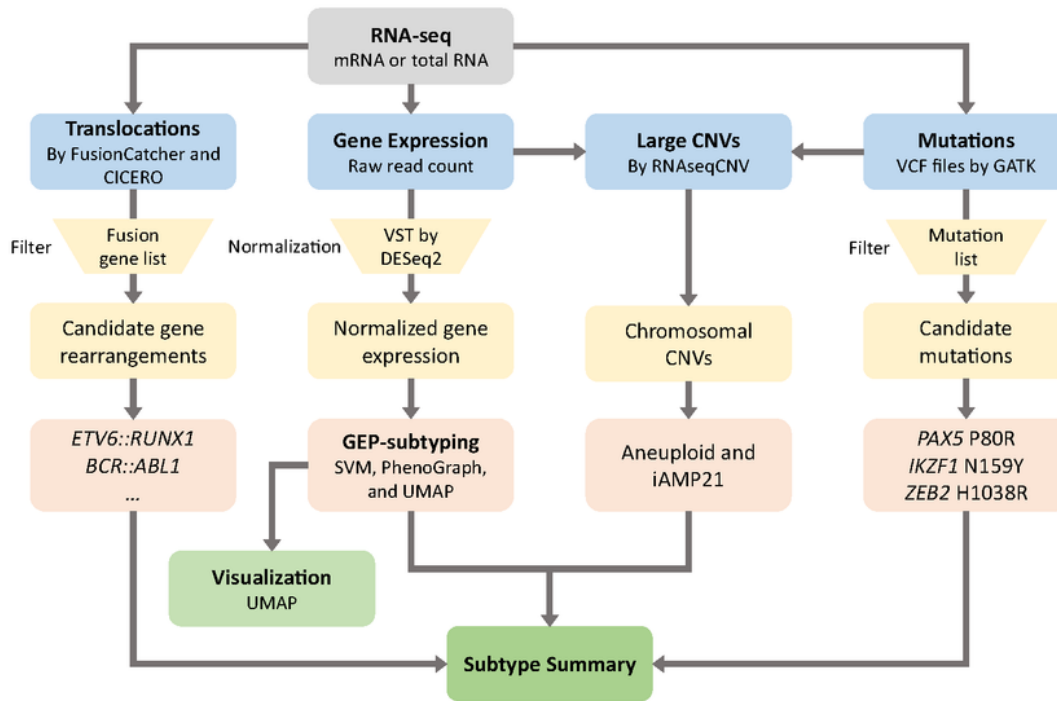 RNA-seq
mRNA or total RNA
Translocations
By FusionCatcher and
CICERO
Gene Expression
Raw read count
Large CNVs
By RNAseqCNV
Mutations
VCF files by GATK
Filter
Fusion
gene list
Normalization
VST by
DESeq2
Filter
Mutation
list
Candidate gene
rearrangements
Normalized gene
expression
Chromosomal
CNVs
Candidate
mutations
ETV6::RUNX1
BCR::ABL1
...
GEP-subtyping
SVM, PhenoGraph,
and UMAP
Aneuploid and
iAMP21
PAX5 P80R
IKZF1 N159Y
ZEB2 H1038R
Visualization
UMAP
Subtype Summary